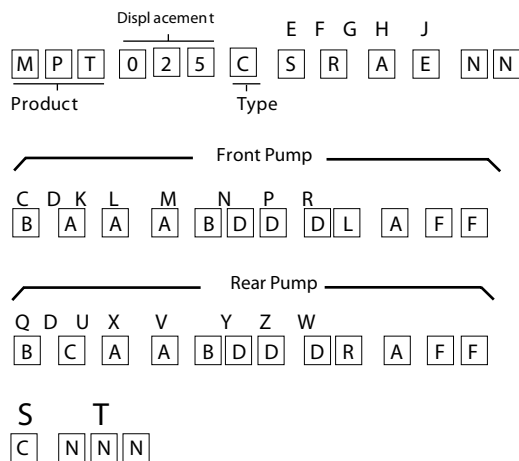 Displacement
E F G H J
M P T 0 2 5 C S R A E N N
Product Type
Front Pump
C D K L M N P R
B A A A B D D D L A F F
Rear Pump
Q D U X V Y Z W
B C A A B D D D R A F F
S T
C N N N